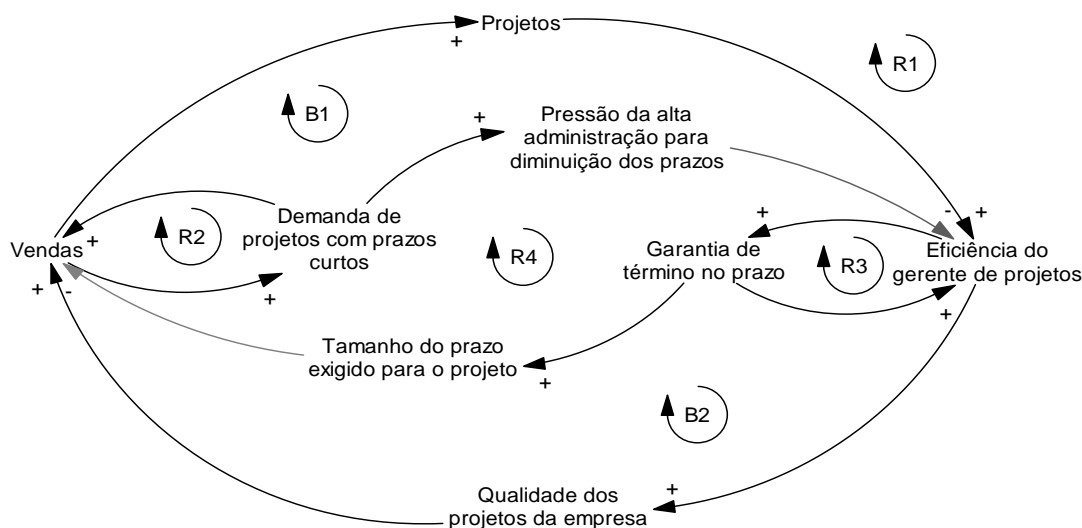 Projetos
+
R1
B1
+
Pressão da alta
administração para
diminuição dos prazos
Demanda de
projetos com prazos
curtos
R2
Vendas
+
+
+
-
R4
+
Garantia de
término no prazo
R3
-
+
Eficiência do
gerente de projetos
+
Tamanho do prazo
exigido para o projeto
+
B2
Qualidade dos
projetos da empresa
+